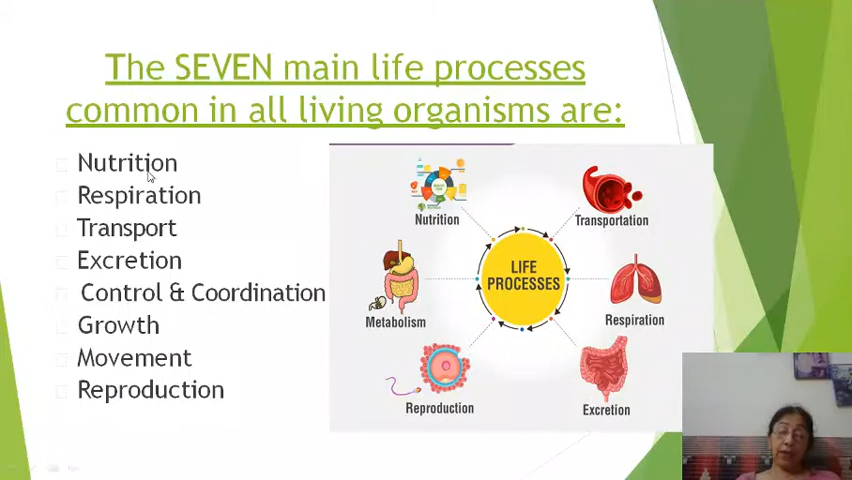 The SEVEN main life processes
common in all living organisms are:
Nutrition
Respiration
Transport
Excretion
Control & Coordination
Growth
Movement
Reproduction
Nutrition
Transportation
LIFE
PROCESSES
Metabolism
Respiration
Reproduction
Excretion